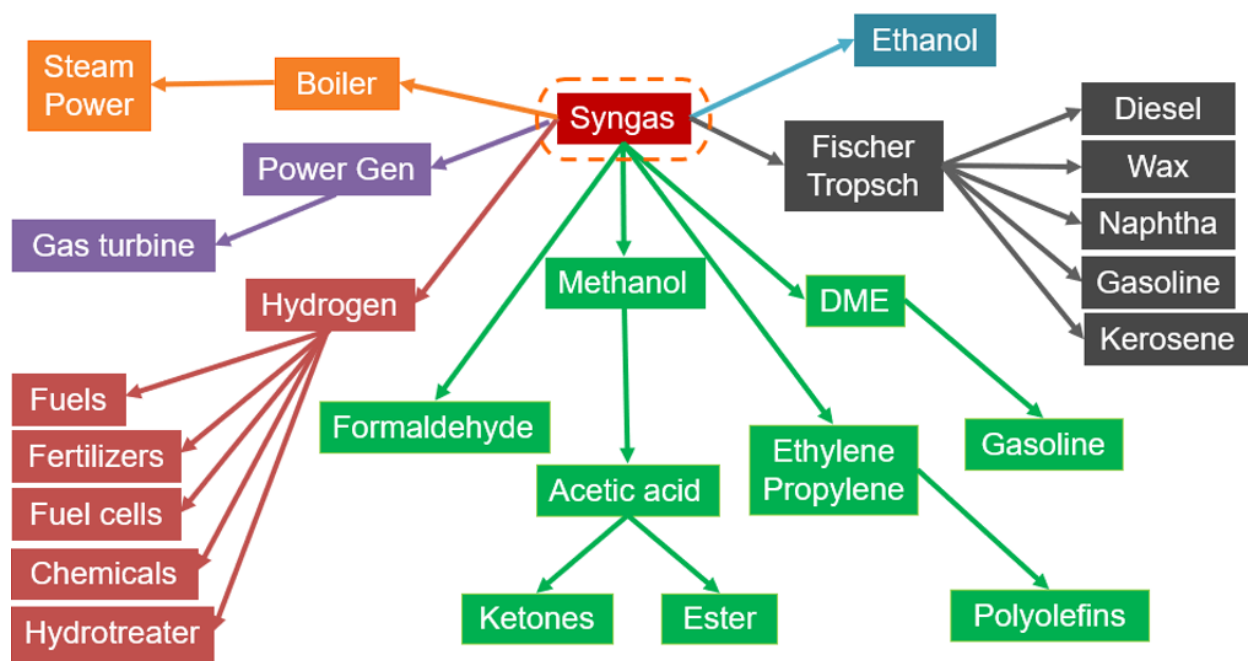 Steam
Power
Boiler
Syngas
Ethanol
Fischer
Tropsch
Diesel
Wax
Naphtha
Gasoline
Kerosene
Power Gen
Gas turbine
Hydrogen
Fuels
Fertilizers
Fuel cells
Chemicals
Hydrotreater
Methanol
DME
Formaldehyde
Acetic acid
Ethylene
Propylene
Gasoline
Ketones
Ester
Polyolefins